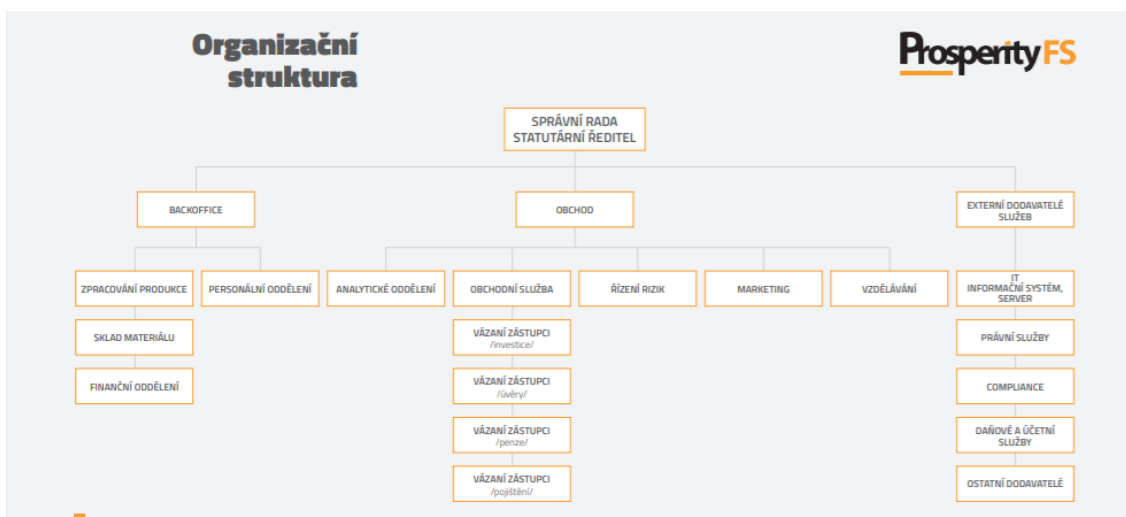 Organizační
struktura
Prosperity FS
SPRÁVNÍ RADA
STATUTÁRNÍ ŘEDITEL
BACKOFFICE
OBCHOD
EXTERNÍ DODAVATELÉ
SLUŽEB
ZPRACOVÁNÍ PRODUKCE
PERSONÁLNÍ ODDĚLENÍ
ANALYTICKÉ ODDĚLENÍ
OBCHODNÍ SLUŽBA
ŘÍZENÍ RIZIK
MARKETING
VZDĚLÁVÁNÍ
IT
INFORMAČNÍ SYSTÉM,
SERVER
SKLAD MATERIÁLU
VÁZANÍ ZÁSTUPCI
/investice/
PRÁVNÍ SLUŽBY
FINANČNÍ ODDĚLENÍ
VÁZANÍ ZÁSTUPCI
/úvěry/
COMPLIANCE
VÁZANÍ ZÁSTUPCI
/penze/
DAŇOVÉ A ÚČETNÍ
SLUŽBY
VÁZANÍ ZÁSTUPCI
/pojištění/
OSTATNÍ DODAVATELÉ